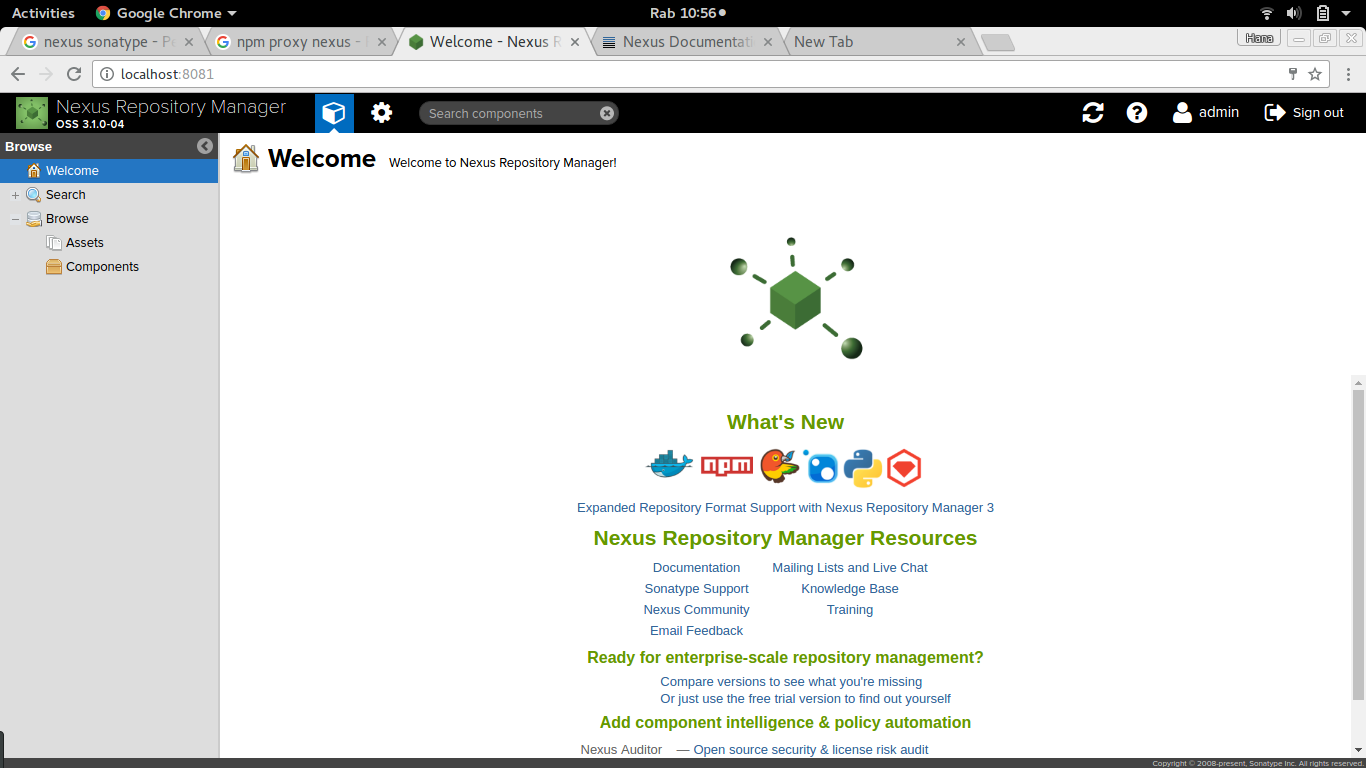 Activities Google Chrome Rab 10:56
nexus sonatype - P npm proxy nexus - Welcome - Nexus R Nexus Documentati New Tab Hana
localhost:8081
Nexus Repository Manager
OSS 3.1.0-04
Search components
admin Sign out
Browse
Welcome
Search
Browse
Assets
Components
Welcome Welcome to Nexus Repository Manager!
What's New
npm
Expanded Repository Format Support with Nexus Repository Manager 3
Nexus Repository Manager Resources
Documentation Mailing Lists and Live Chat
Sonatype Support Knowledge Base
Nexus Community Training
Email Feedback
Ready for enterprise-scale repository management?
Compare versions to see what you're missing
Or just use the free trial version to find out yourself
Add component intelligence & policy automation
Nexus Auditor — Open source security & license risk audit
Copyright © 2008-present, Sonatype Inc. All rights reserved.